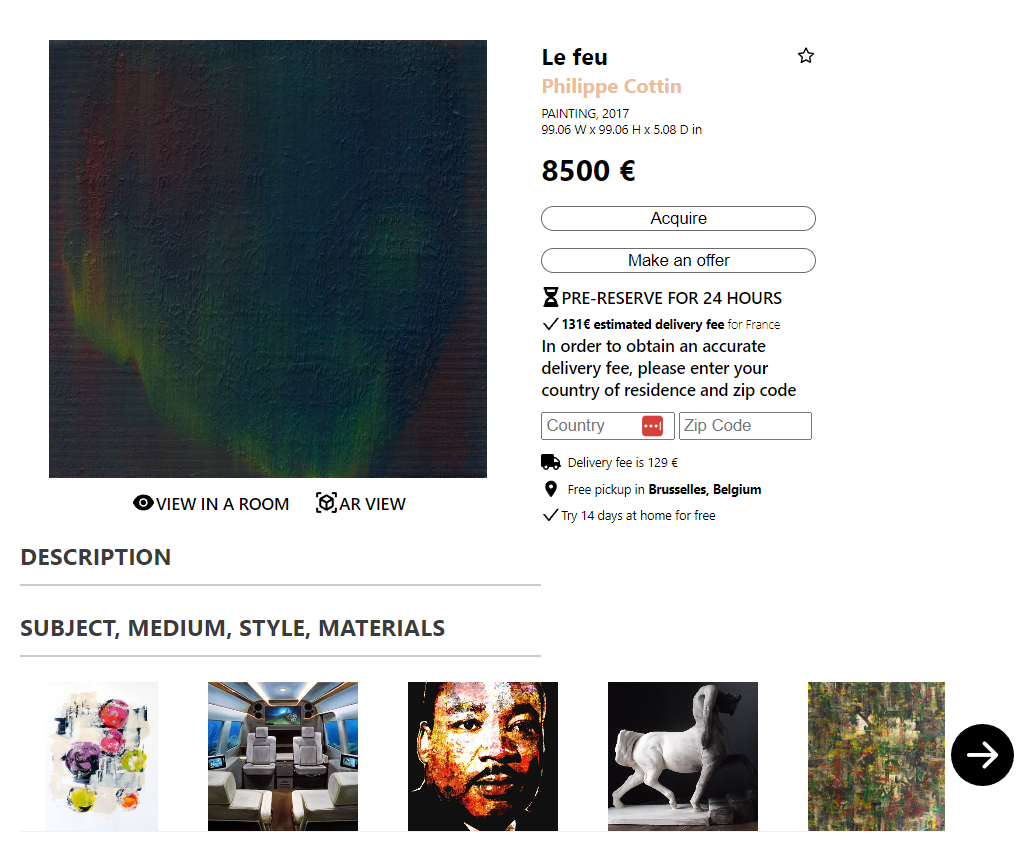 Le feu
Philippe Cottin
PAINTING, 2017
99.06 W x 99.06 H x 5.08 D in
8500 €
Acquire
Make an offer
PRE-RESERVE FOR 24 HOURS
131€ estimated delivery fee for France
In order to obtain an accurate
delivery fee, please enter your
country of residence and zip code
Country Zip Code
Delivery fee is 129 €
Free pickup in Brusselles, Belgium
Try 14 days at home for free
VIEW IN A ROOM AR VIEW
DESCRIPTION
SUBJECT, MEDIUM, STYLE, MATERIALS